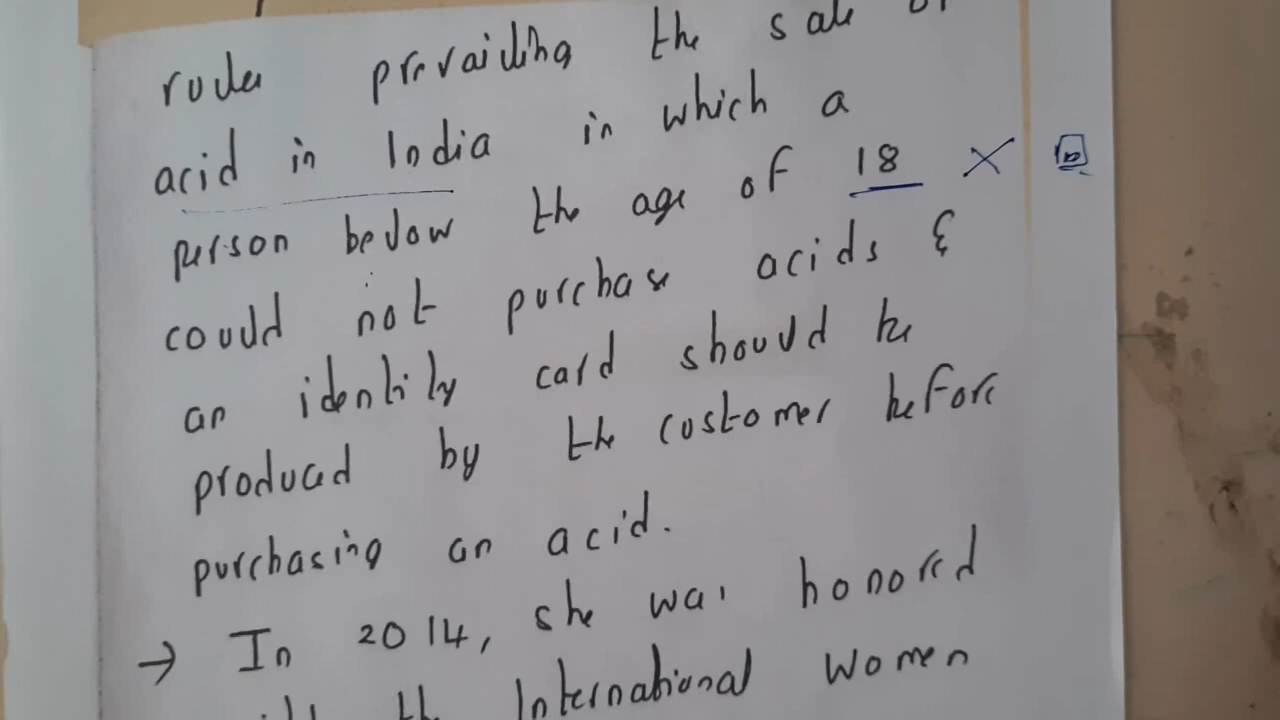 rules prevailing the sale of
acid in India in which a
person below the age of 18 ×
could not purchase acids &
an identity card should be
produced by the customer before
purchasing an acid.
→ In 2014, she was honored
the International Women